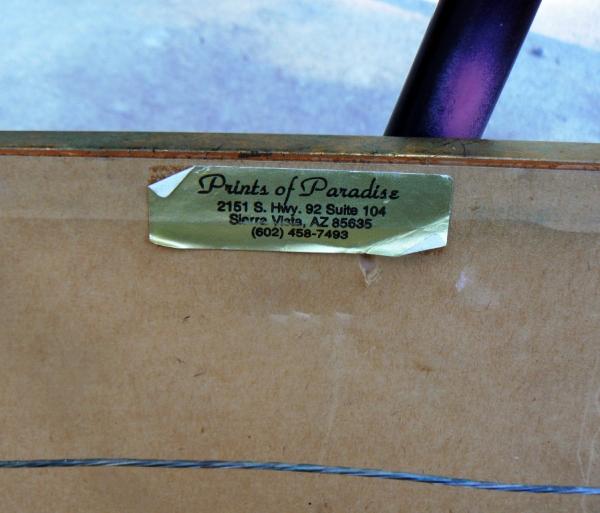 Prints of Paradise
2151 S. Hwy. 92 Suite 104
Sierra Vista, AZ 85635
(602) 458-7493